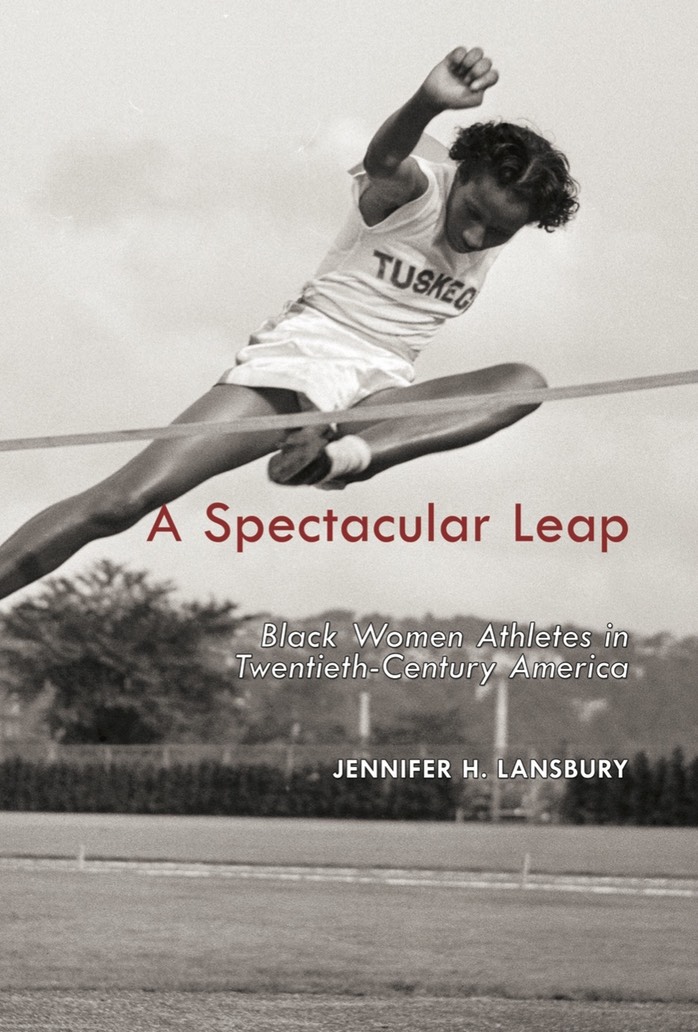 TUSKEG
A Spectacular Leap
Black Women Athletes in
Twentieth-Century America
JENNIFER H. LANSBURY